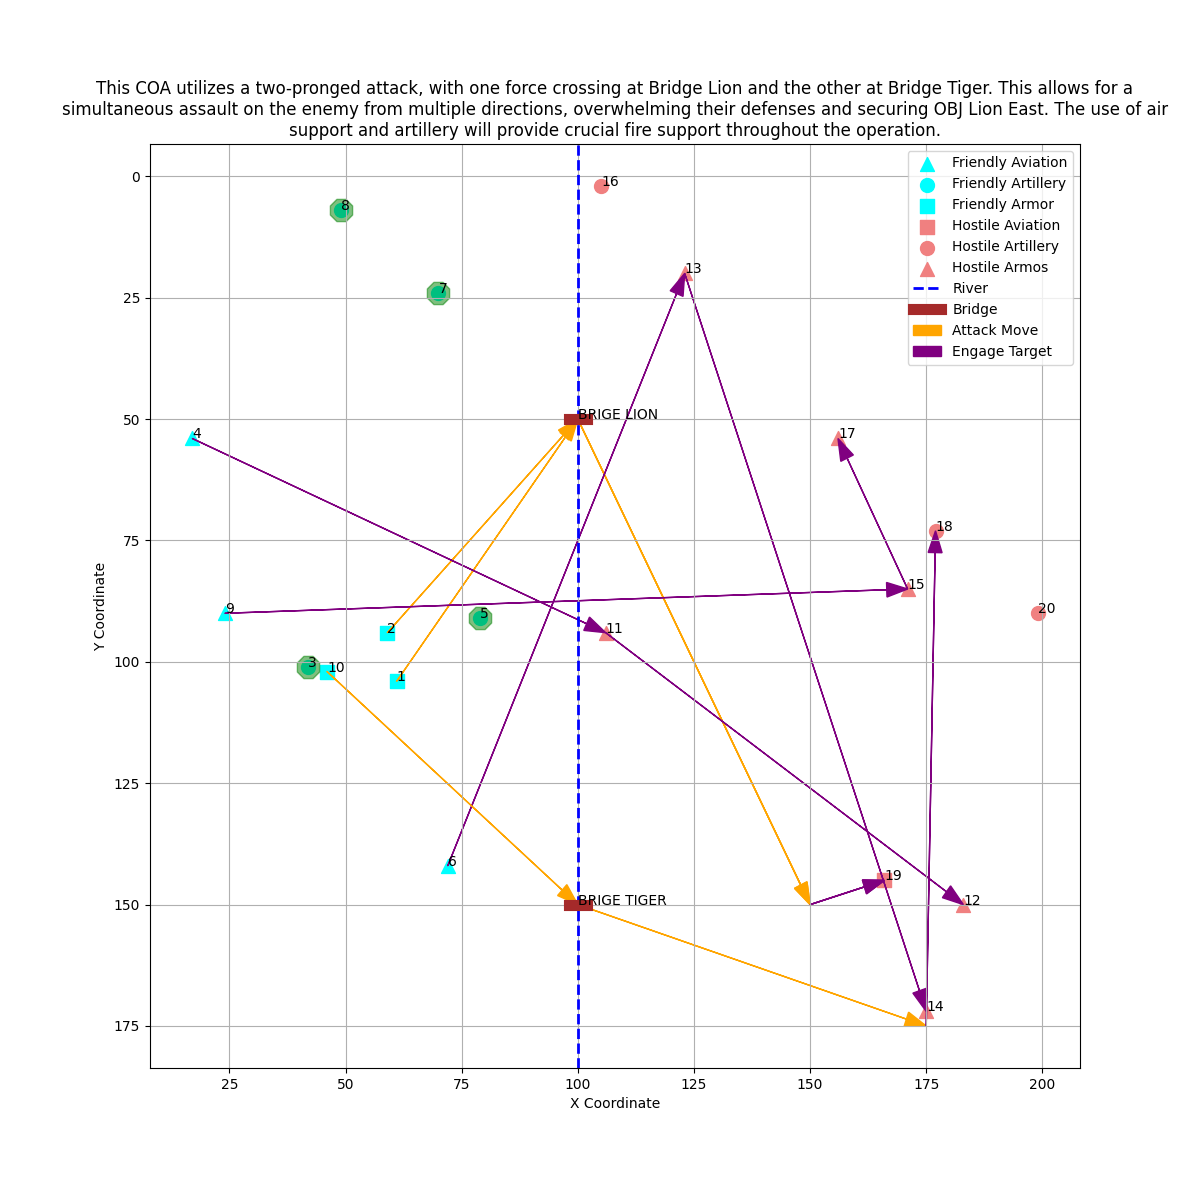 This COA utilizes a two-pronged attack, with one force crossing at Bridge Lion and the other at Bridge Tiger. This allows for a
simultaneous assault on the enemy from multiple directions, overwhelming their defenses and securing OBJ Lion East. The use of air
support and artillery will provide crucial fire support throughout the operation.
Friendly Aviation
Friendly Artillery
Friendly Armor
Hostile Aviation
Hostile Artillery
Hostile Armos
River
Bridge
Attack Move
Engage Target
Y Coordinate
0
25
50
75
100
125
150
175
16
8
13
7
BRIGE LION
4
17
18
15
9
5
20
2
11
3
10
1
6
19
BRIGE TIGER
12
14
25
50
75
100
125
150
175
200
X Coordinate